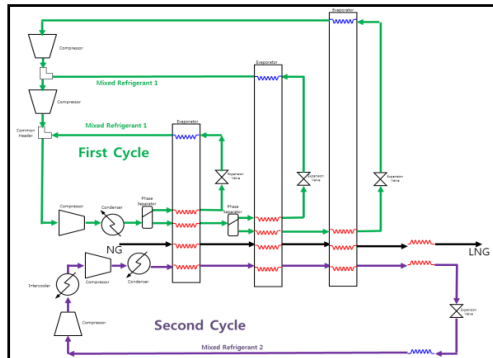 Evaporator
Compressor
Evaporator
Mixed Refrigerant 1
Compressor
Common
Header
Mixed Refrigerant 1
Evaporator
First Cycle
Expansion
Valve
Expansion
Valve
Expansion
Valve
Compressor
Condenser
Phase
Separator
Phase
Separator
NG
LNG
Intercooler
Compressor
Condenser
Compressor
Second Cycle
Expansion
Valve
Mixed Refrigerant 2